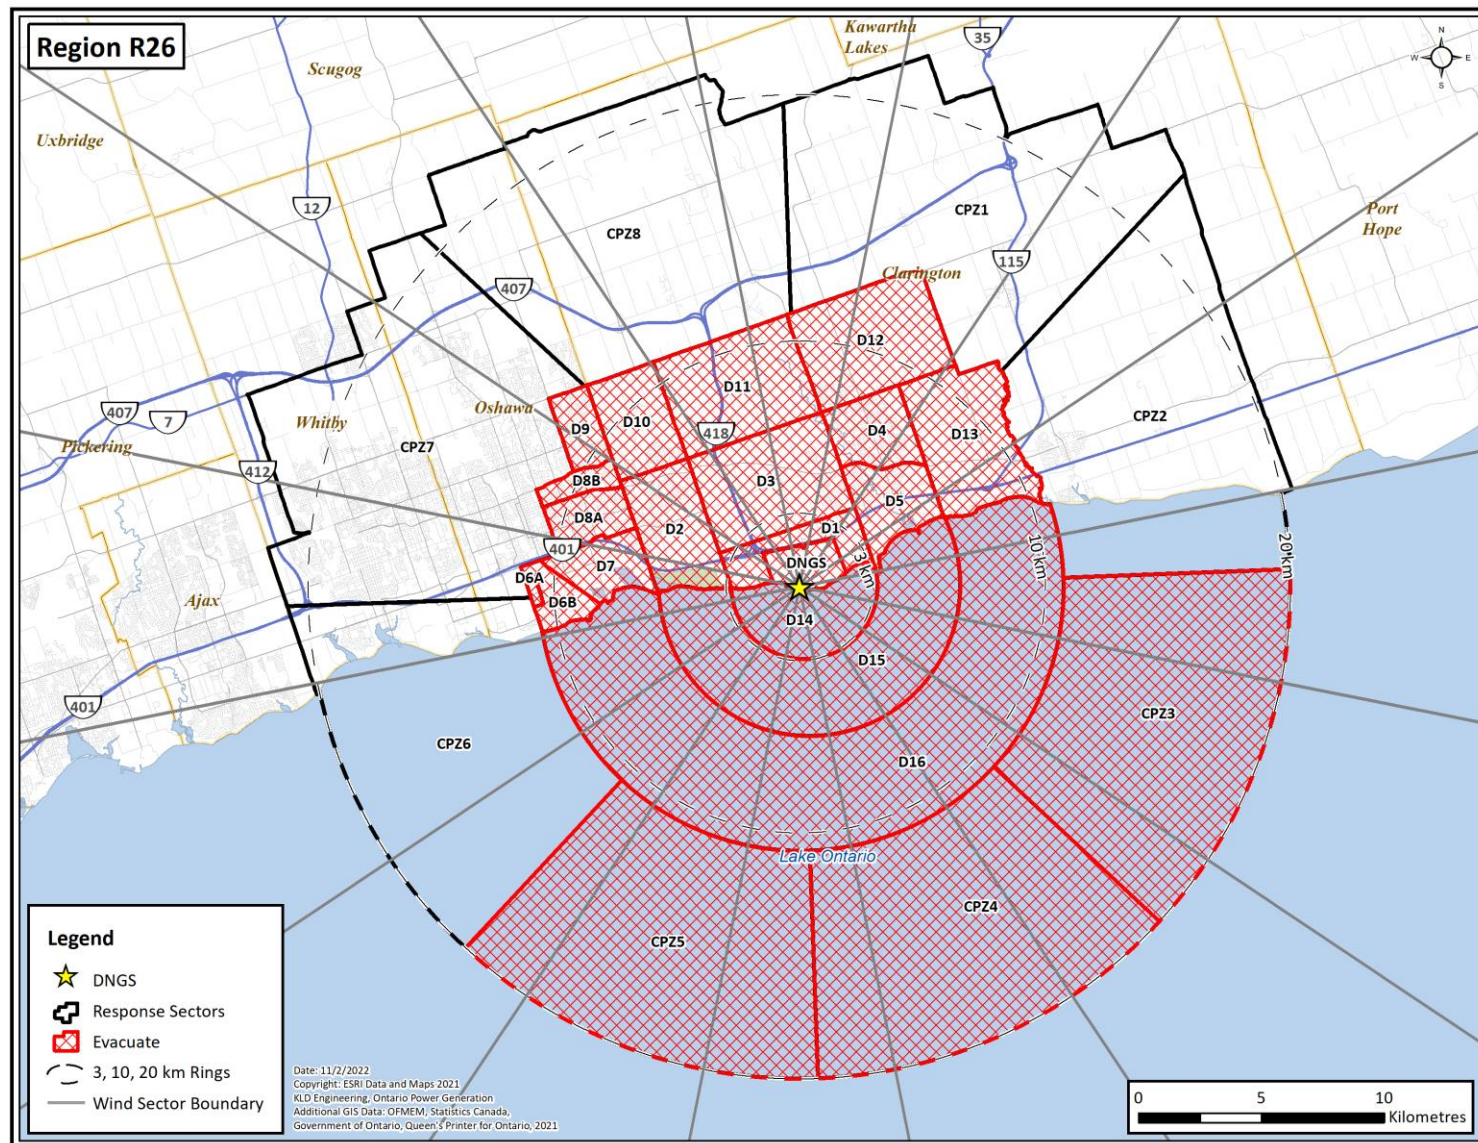 Region R26
Kawartha
Lakes
35
N
W
E
S
Scugog
Uxbridge
12
CPZ8
CPZ1
Port
Hope
115
Clarington
407
D12
D11
Oshawa
407
7
Whitby
Pickering
CPZ7
CPZ2
D9
D10
418
D4
D13
412
D8B
D3
D5
D8A
D2
D1
401
DNGS
3 km
10 km
20 km
D7
D6A
D6B
Ajax
D14
D15
401
CPZ6
CPZ3
D16
Lake Ontario
CPZ4
CPZ5
Legend
DNGS
Response Sectors
Evacuate
3, 10, 20 km Rings
Wind Sector Boundary
Date: 11/2/2022
Copyright: ESRI Data and Maps 2021
KLD Engineering, Ontario Power Generation
Additional GIS Data: OFMEM, Statistics Canada,
Government of Ontario, Queen's Printer for Ontario, 2021
0 5 10
Kilometres